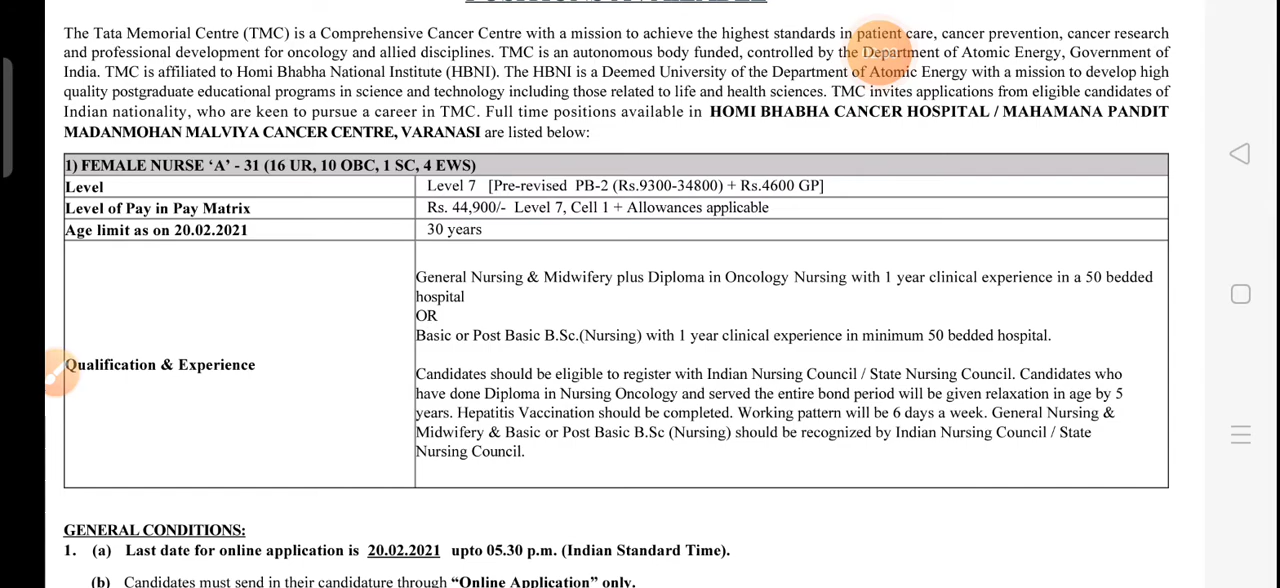 The Tata Memorial Centre (TMC) is a Comprehensive Cancer Centre with a mission to achieve the highest standards in patient care, cancer prevention, cancer research
and professional development for oncology and allied disciplines. TMC is an autonomous body funded, controlled by the Department of Atomic Energy, Government of
India. TMC is affiliated to Homi Bhabha National Institute (HBNI). The HBNI is a Deemed University of the Department of Atomic Energy with a mission to develop high
quality postgraduate educational programs in science and technology including those related to life and health sciences. TMC invites applications from eligible candidates of
Indian nationality, who are keen to pursue a career in TMC. Full time positions available in HOMI BHABHA CANCER HOSPITAL / MAHAMANA PANDIT
MADANMOHAN MALVIYA CANCER CENTRE, VARANASI are listed below:
1) FEMALE NURSE ‘A’ - 31 (16 UR, 10 OBC, 1 SC, 4 EWS)
Level Level 7 [Pre-revised PB-2 (Rs.9300-34800) + Rs.4600 GP]
Level of Pay in Pay Matrix Rs. 44,900/- Level 7, Cell 1 + Allowances applicable
Age limit as on 20.02.2021 30 years
General Nursing & Midwifery plus Diploma in Oncology Nursing with 1 year clinical experience in a 50 bedded
hospital
OR
Basic or Post Basic B.Sc.(Nursing) with 1 year clinical experience in minimum 50 bedded hospital.
Qualification & Experience
Candidates should be eligible to register with Indian Nursing Council / State Nursing Council. Candidates who
have done Diploma in Nursing Oncology and served the entire bond period will be given relaxation in age by 5
years. Hepatitis Vaccination should be completed. Working pattern will be 6 days a week. General Nursing &
Midwifery & Basic or Post Basic B.Sc (Nursing) should be recognized by Indian Nursing Council / State
Nursing Council.
GENERAL CONDITIONS:
1. (a) Last date for online application is 20.02.2021 upto 05.30 p.m. (Indian Standard Time).
(b) Candidates must send in their candidature through “Online Application” only.